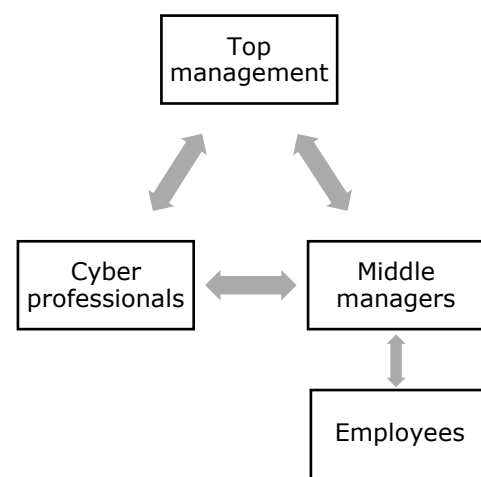 Top
management
Cyber
professionals
Middle
managers
Employees